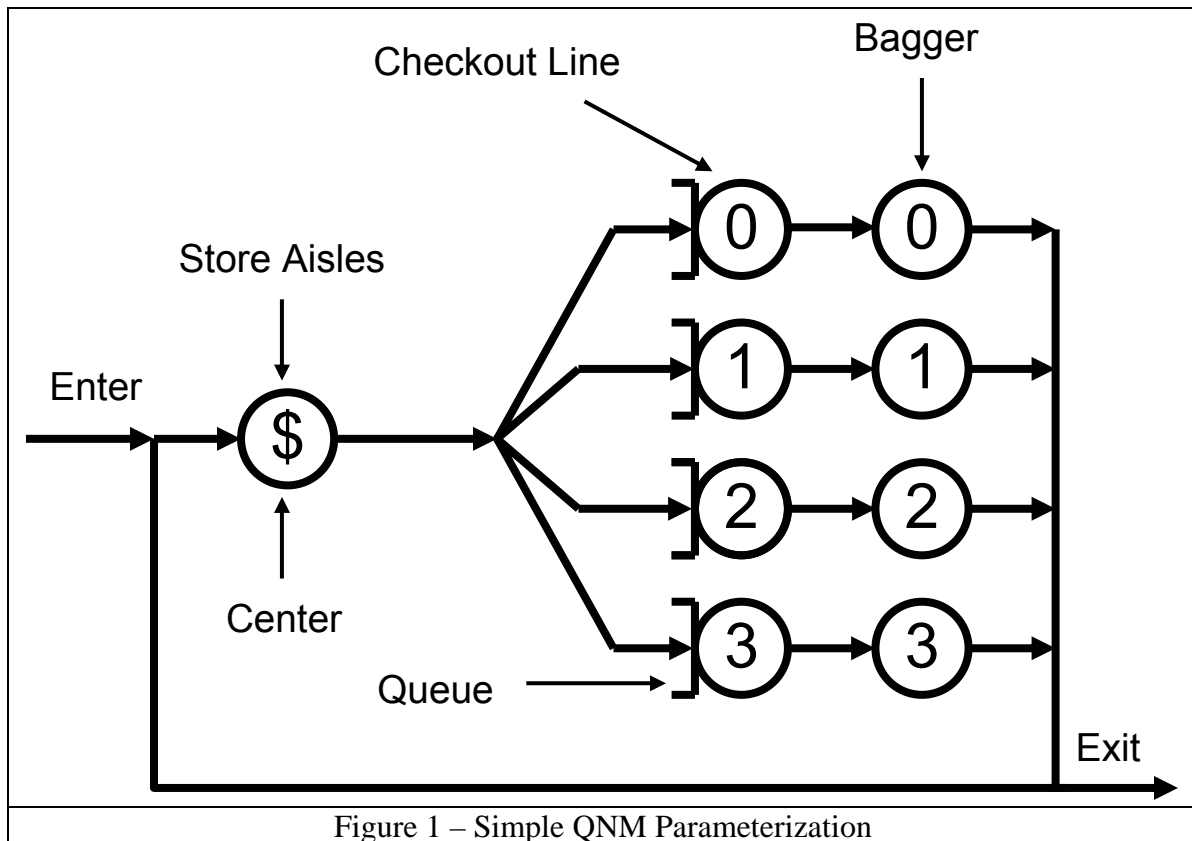 Bagger
Checkout Line
0 0
Store Aisles
1 1
Enter
$
2 2
Center
3 3
Queue
Exit
Figure 1 – Simple QNM Parameterization